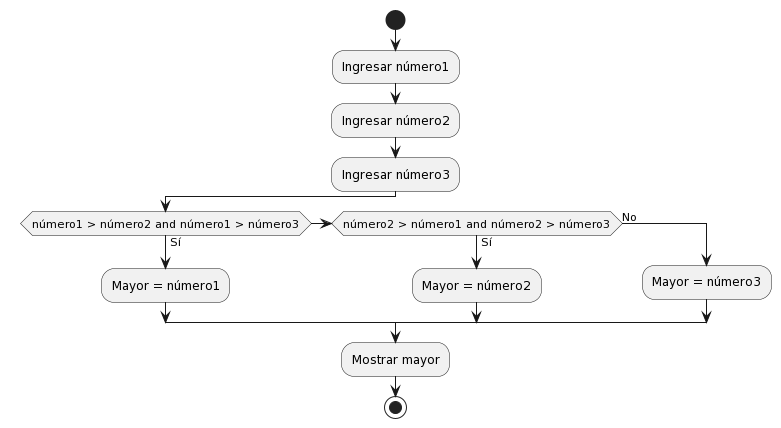 Ingresar número1
Ingresar número2
Ingresar número3
número1 > número2 and número1 > número3
número2 > número1 and número2 > número3
No
Sí
Sí
Mayor = número1
Mayor = número2
Mayor = número3
Mostrar mayor